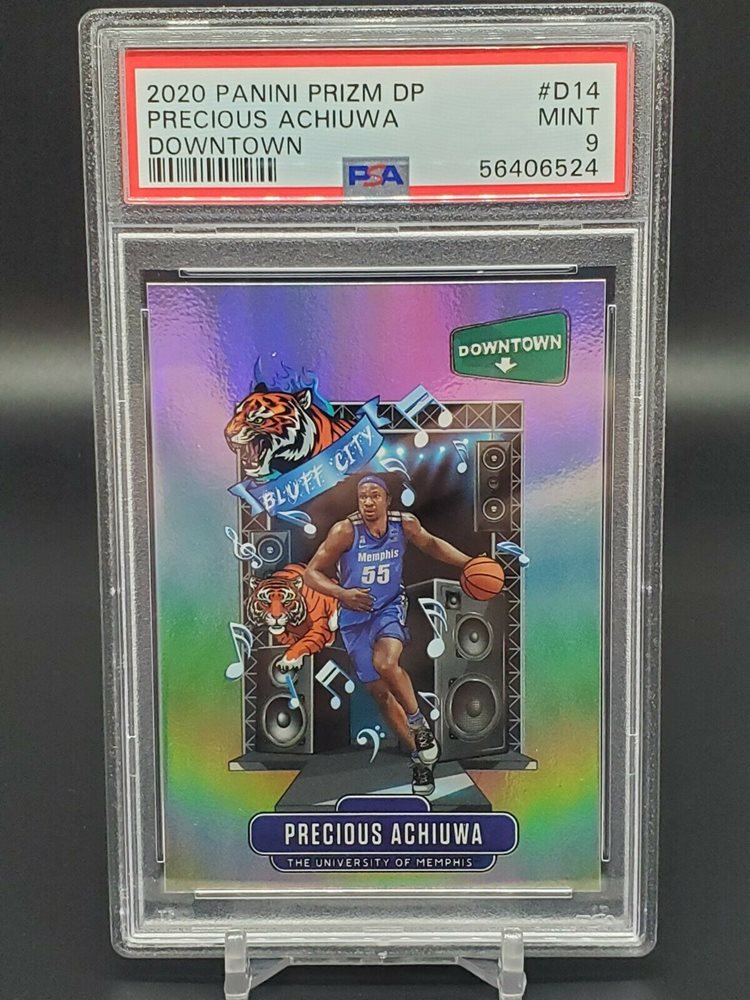 2020 PANINI PRIZM DP #D14
PRECIOUS ACHIUWA MINT
DOWNTOWN 9
PSA 56406524
DOWNTOWN
BLUFF CITY
Memphis
55
PRECIOUS ACHIUWA
THE UNIVERSITY OF MEMPHIS